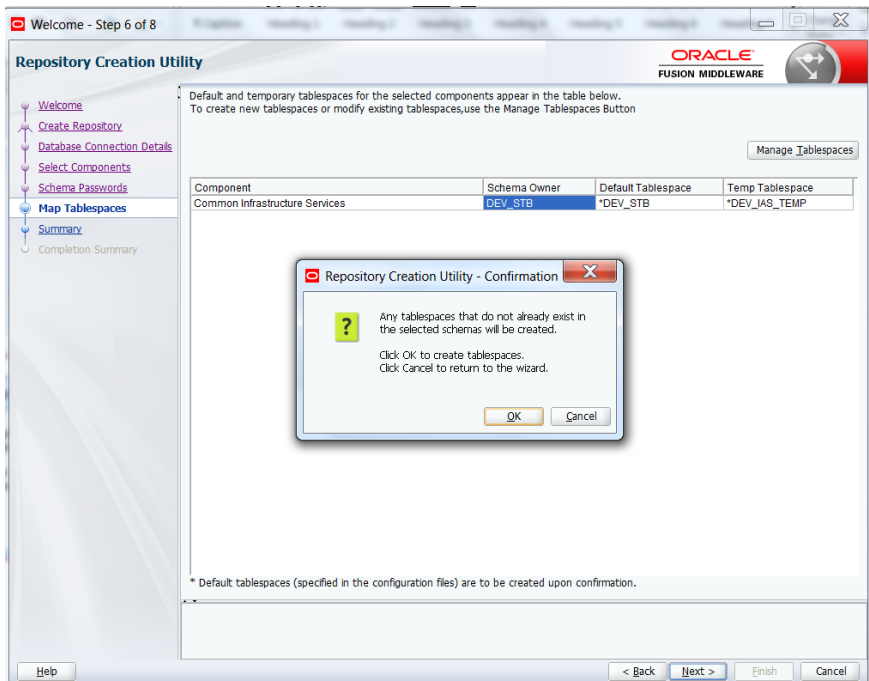 Welcome - Step 6 of 8
Repository Creation Utility
ORACLE
FUSION MIDDLEWARE
Welcome
Create Repository
Database Connection Details
Select Components
Schema Passwords
Map Tablespaces
Summary
Completion Summary
Default and temporary tablespaces for the selected components appear in the table below.
To create new tablespaces or modify existing tablespaces,use the Manage Tablespaces Button
Manage Tablespaces
Component Schema Owner Default Tablespace Temp Tablespace
Common Infrastructure Services DEV_STB *DEV_STB *DEV_IAS_TEMP
Repository Creation Utility - Confirmation
Any tablespaces that do not already exist in
the selected schemas will be created.
Click OK to create tablespaces.
Click Cancel to return to the wizard.
OK Cancel
* Default tablespaces (specified in the configuration files) are to be created upon confirmation.
Help < Back Next > Finish Cancel